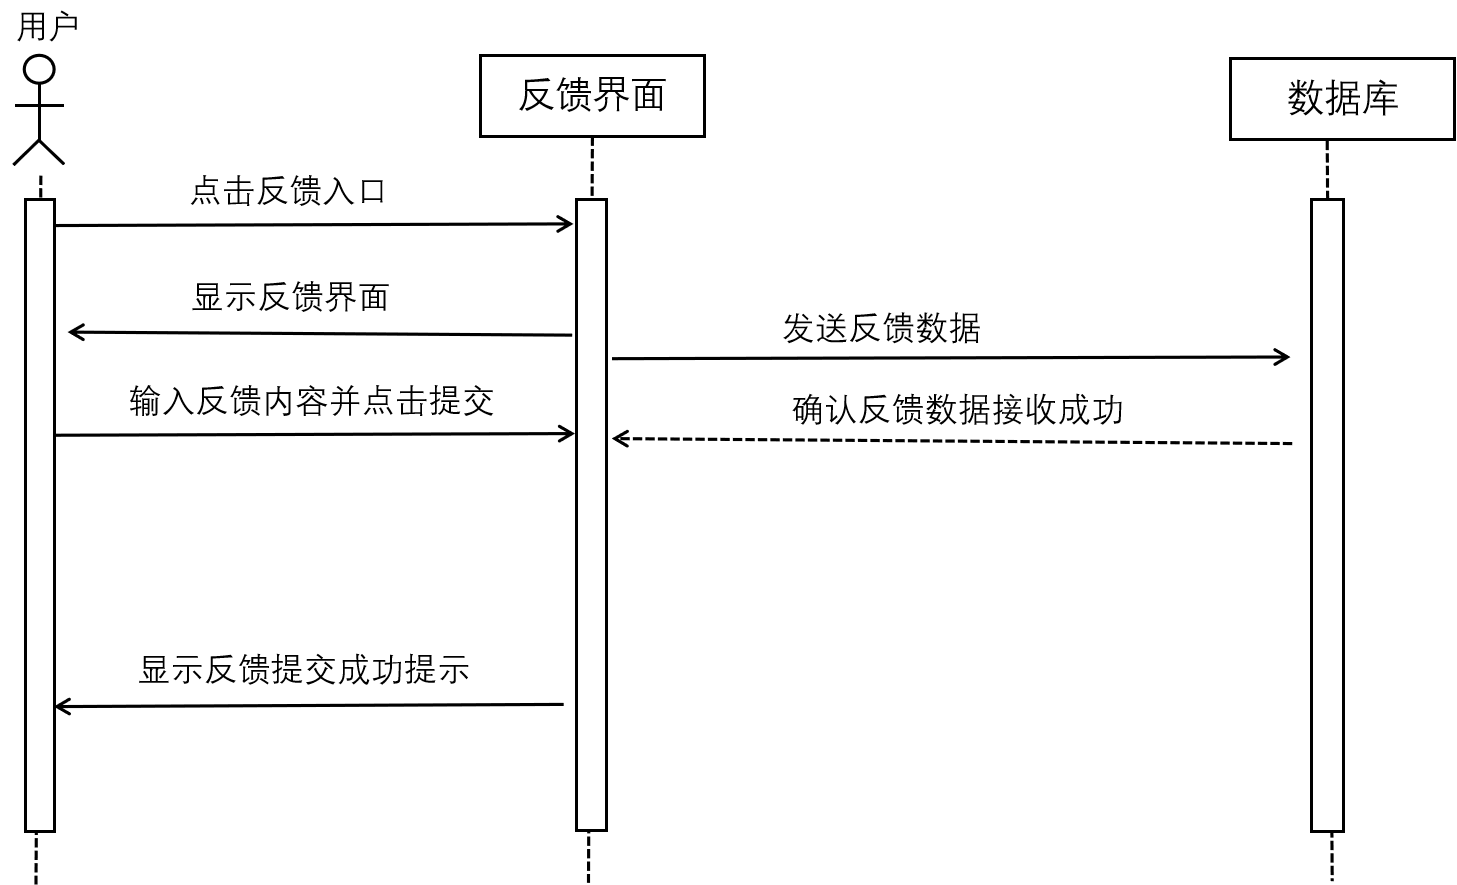 用户
反馈界面
数据库
点击反馈入口
显示反馈界面
发送反馈数据
输入反馈内容并点击提交
确认反馈数据接收成功
显示反馈提交成功提示